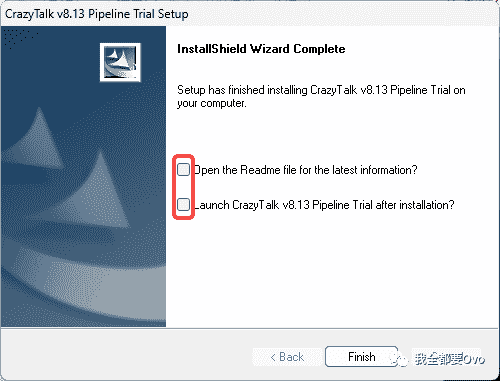 CrazyTalk v8.13 Pipeline Trial Setup
InstallShield Wizard Complete
Setup has finished installing CrazyTalk v8.13 Pipeline Trial on
your computer.
Open the Readme file for the latest information?
Launch CrazyTalk v8.13 Pipeline Trial after installation?
< Back
Finish
我全都要Ovo